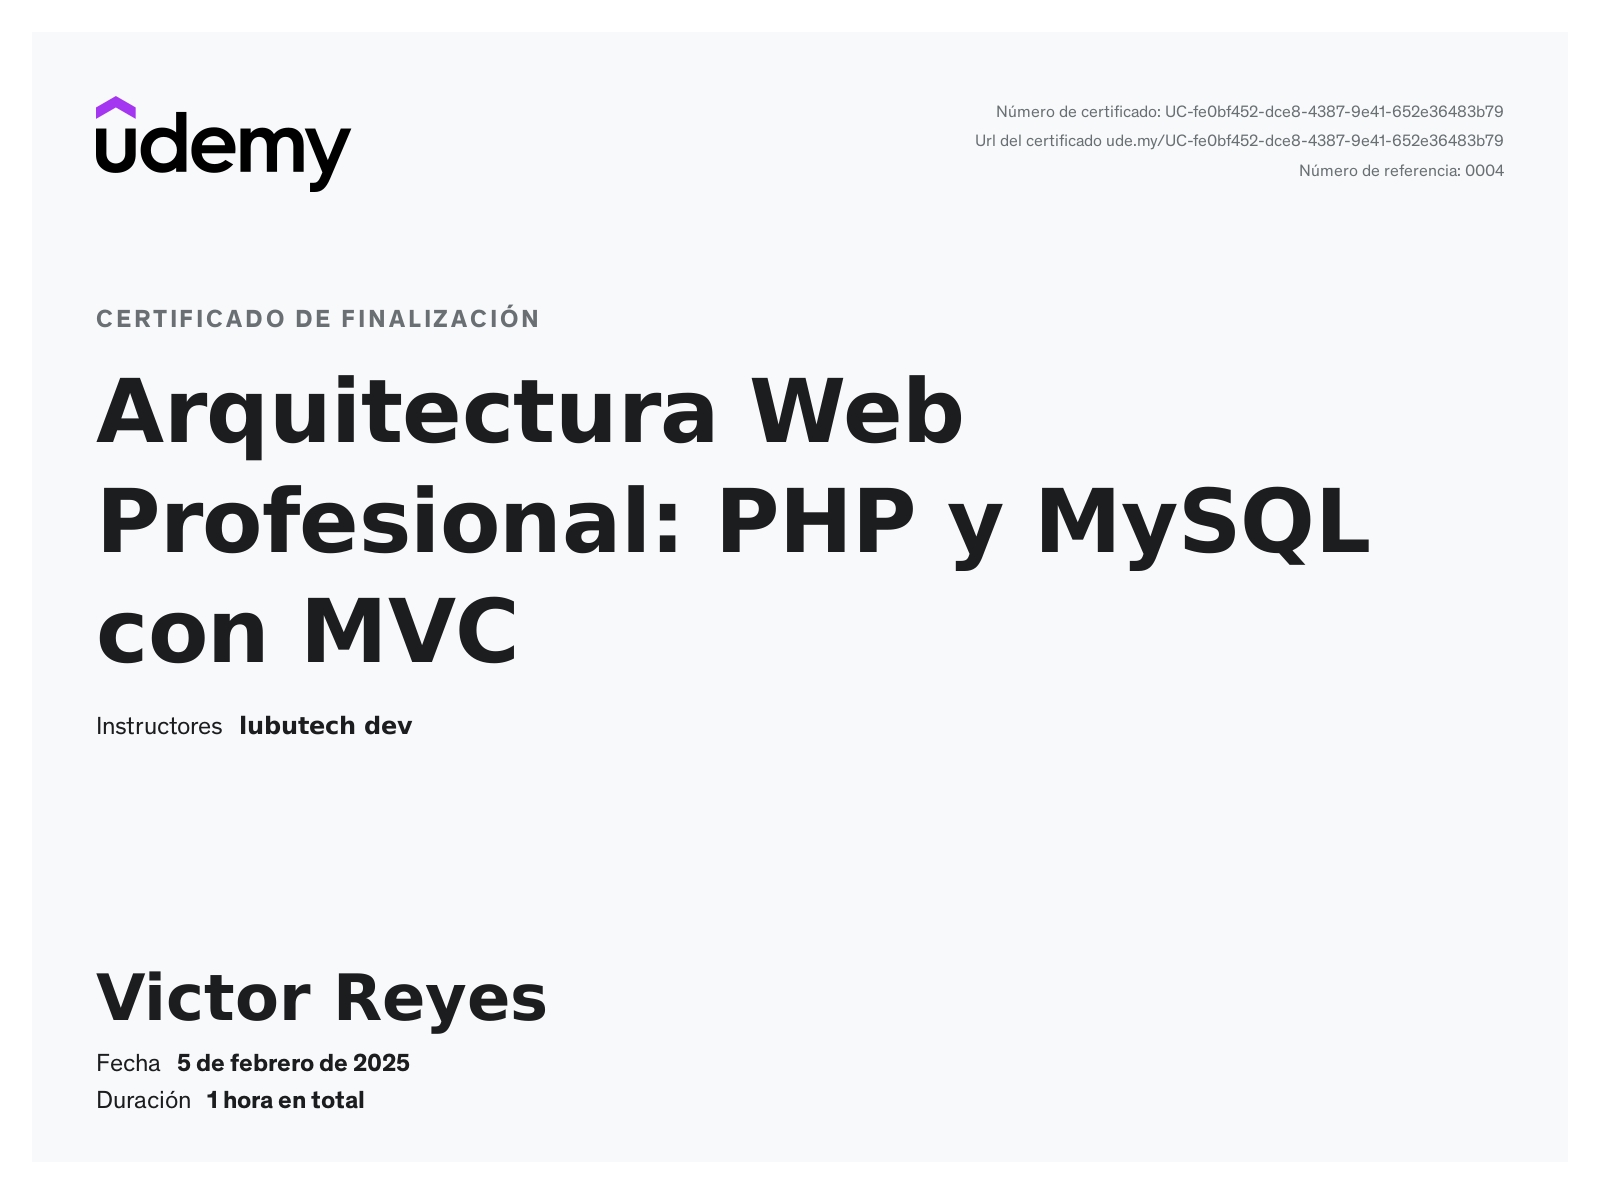 udemy
Número de certificado: UC-fe0bf452-dce8-4387-9e41-652e36483b79
Url del certificado ude.my/UC-fe0bf452-dce8-4387-9e41-652e36483b79
Número de referencia: 0004
CERTIFICADO DE FINALIZACIÓN
Arquitectura Web
Profesional: PHP y MySQL
con MVC
Instructores lubutech dev
Victor Reyes
Fecha 5 de febrero de 2025
Duración 1 hora en total